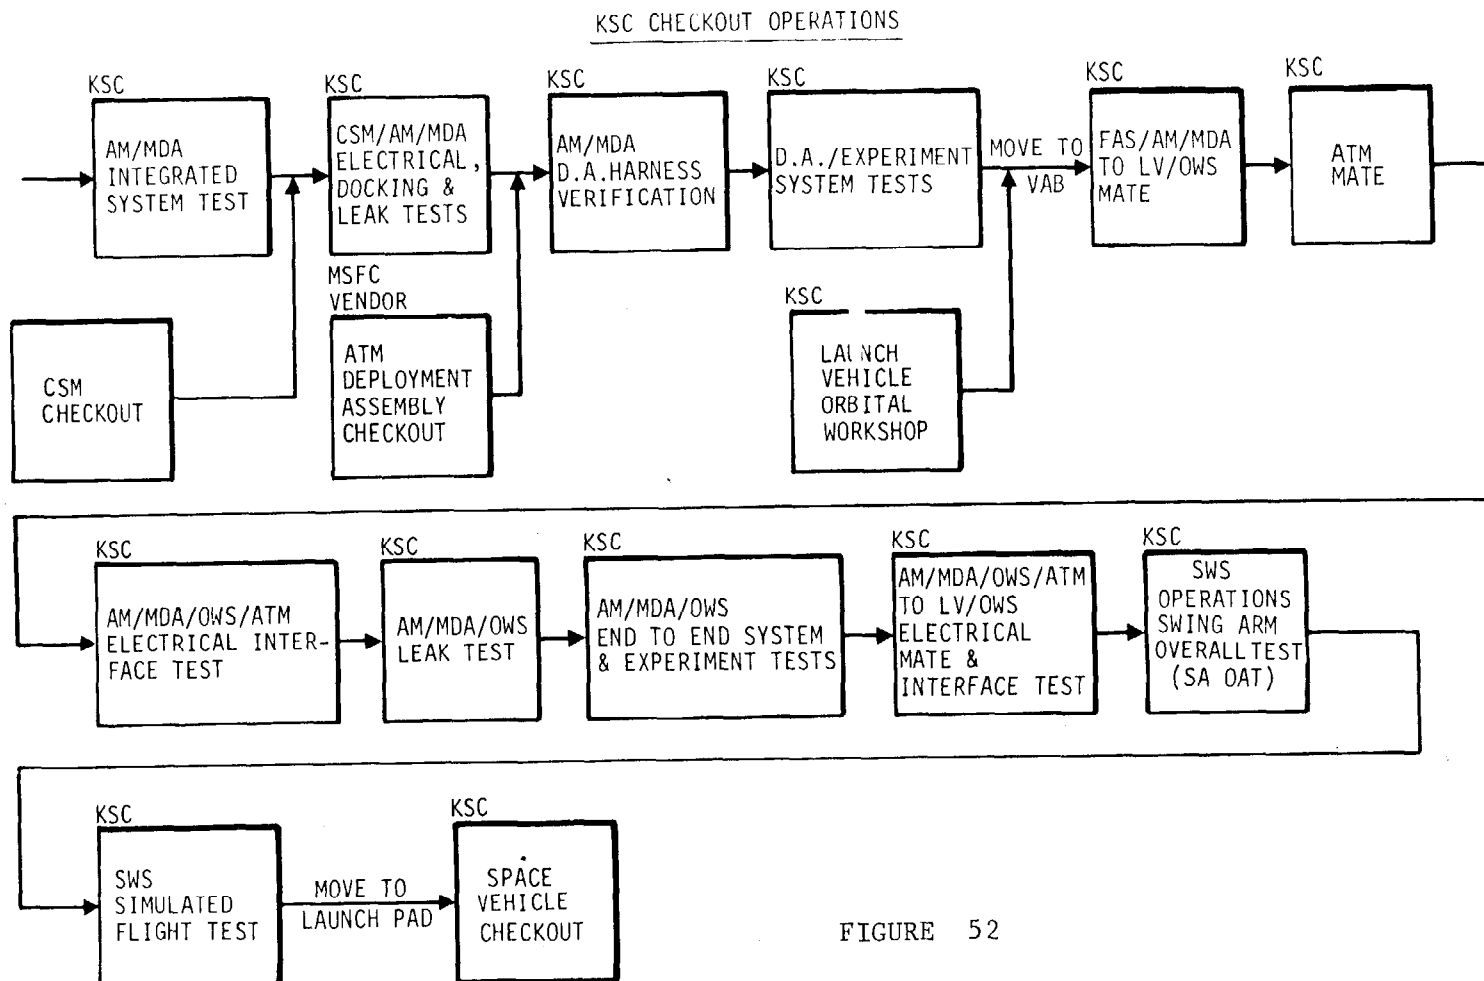 KSC CHECKOUT OPERATIONS
KSC
AM/MDA
INTEGRATED
SYSTEM TEST
KSC
CSM/AM/MDA
ELECTRICAL,
DOCKING &
LEAK TESTS
KSC
AM/MDA
D.A.HARNESS
VERIFICATION
KSC
D.A./EXPERIMENT
SYSTEM TESTS
MOVE TO
VAB
KSC
FAS/AM/MDA
TO LV/OWS
MATE
KSC
ATM
MATE
CSM
CHECKOUT
MSFC
VENDOR
ATM
DEPLOYMENT
ASSEMBLY
CHECKOUT
KSC
LAUNCH
VEHICLE
ORBITAL
WORKSHOP
KSC
AM/MDA/OWS/ATM
ELECTRICAL INTER-
FACE TEST
KSC
AM/MDA/OWS
LEAK TEST
KSC
AM/MDA/OWS
END TO END SYSTEM
& EXPERIMENT TESTS
KSC
AM/MDA/OWS/ATM
TO LV/OWS
ELECTRICAL
MATE &
INTERFACE TEST
KSC
SWS
OPERATIONS
SWING ARM
OVERALLTEST
(SA OAT)
KSC
SWS
SIMULATED
FLIGHT TEST
MOVE TO
LAUNCH PAD
KSC
SPACE
VEHICLE
CHECKOUT
FIGURE 52